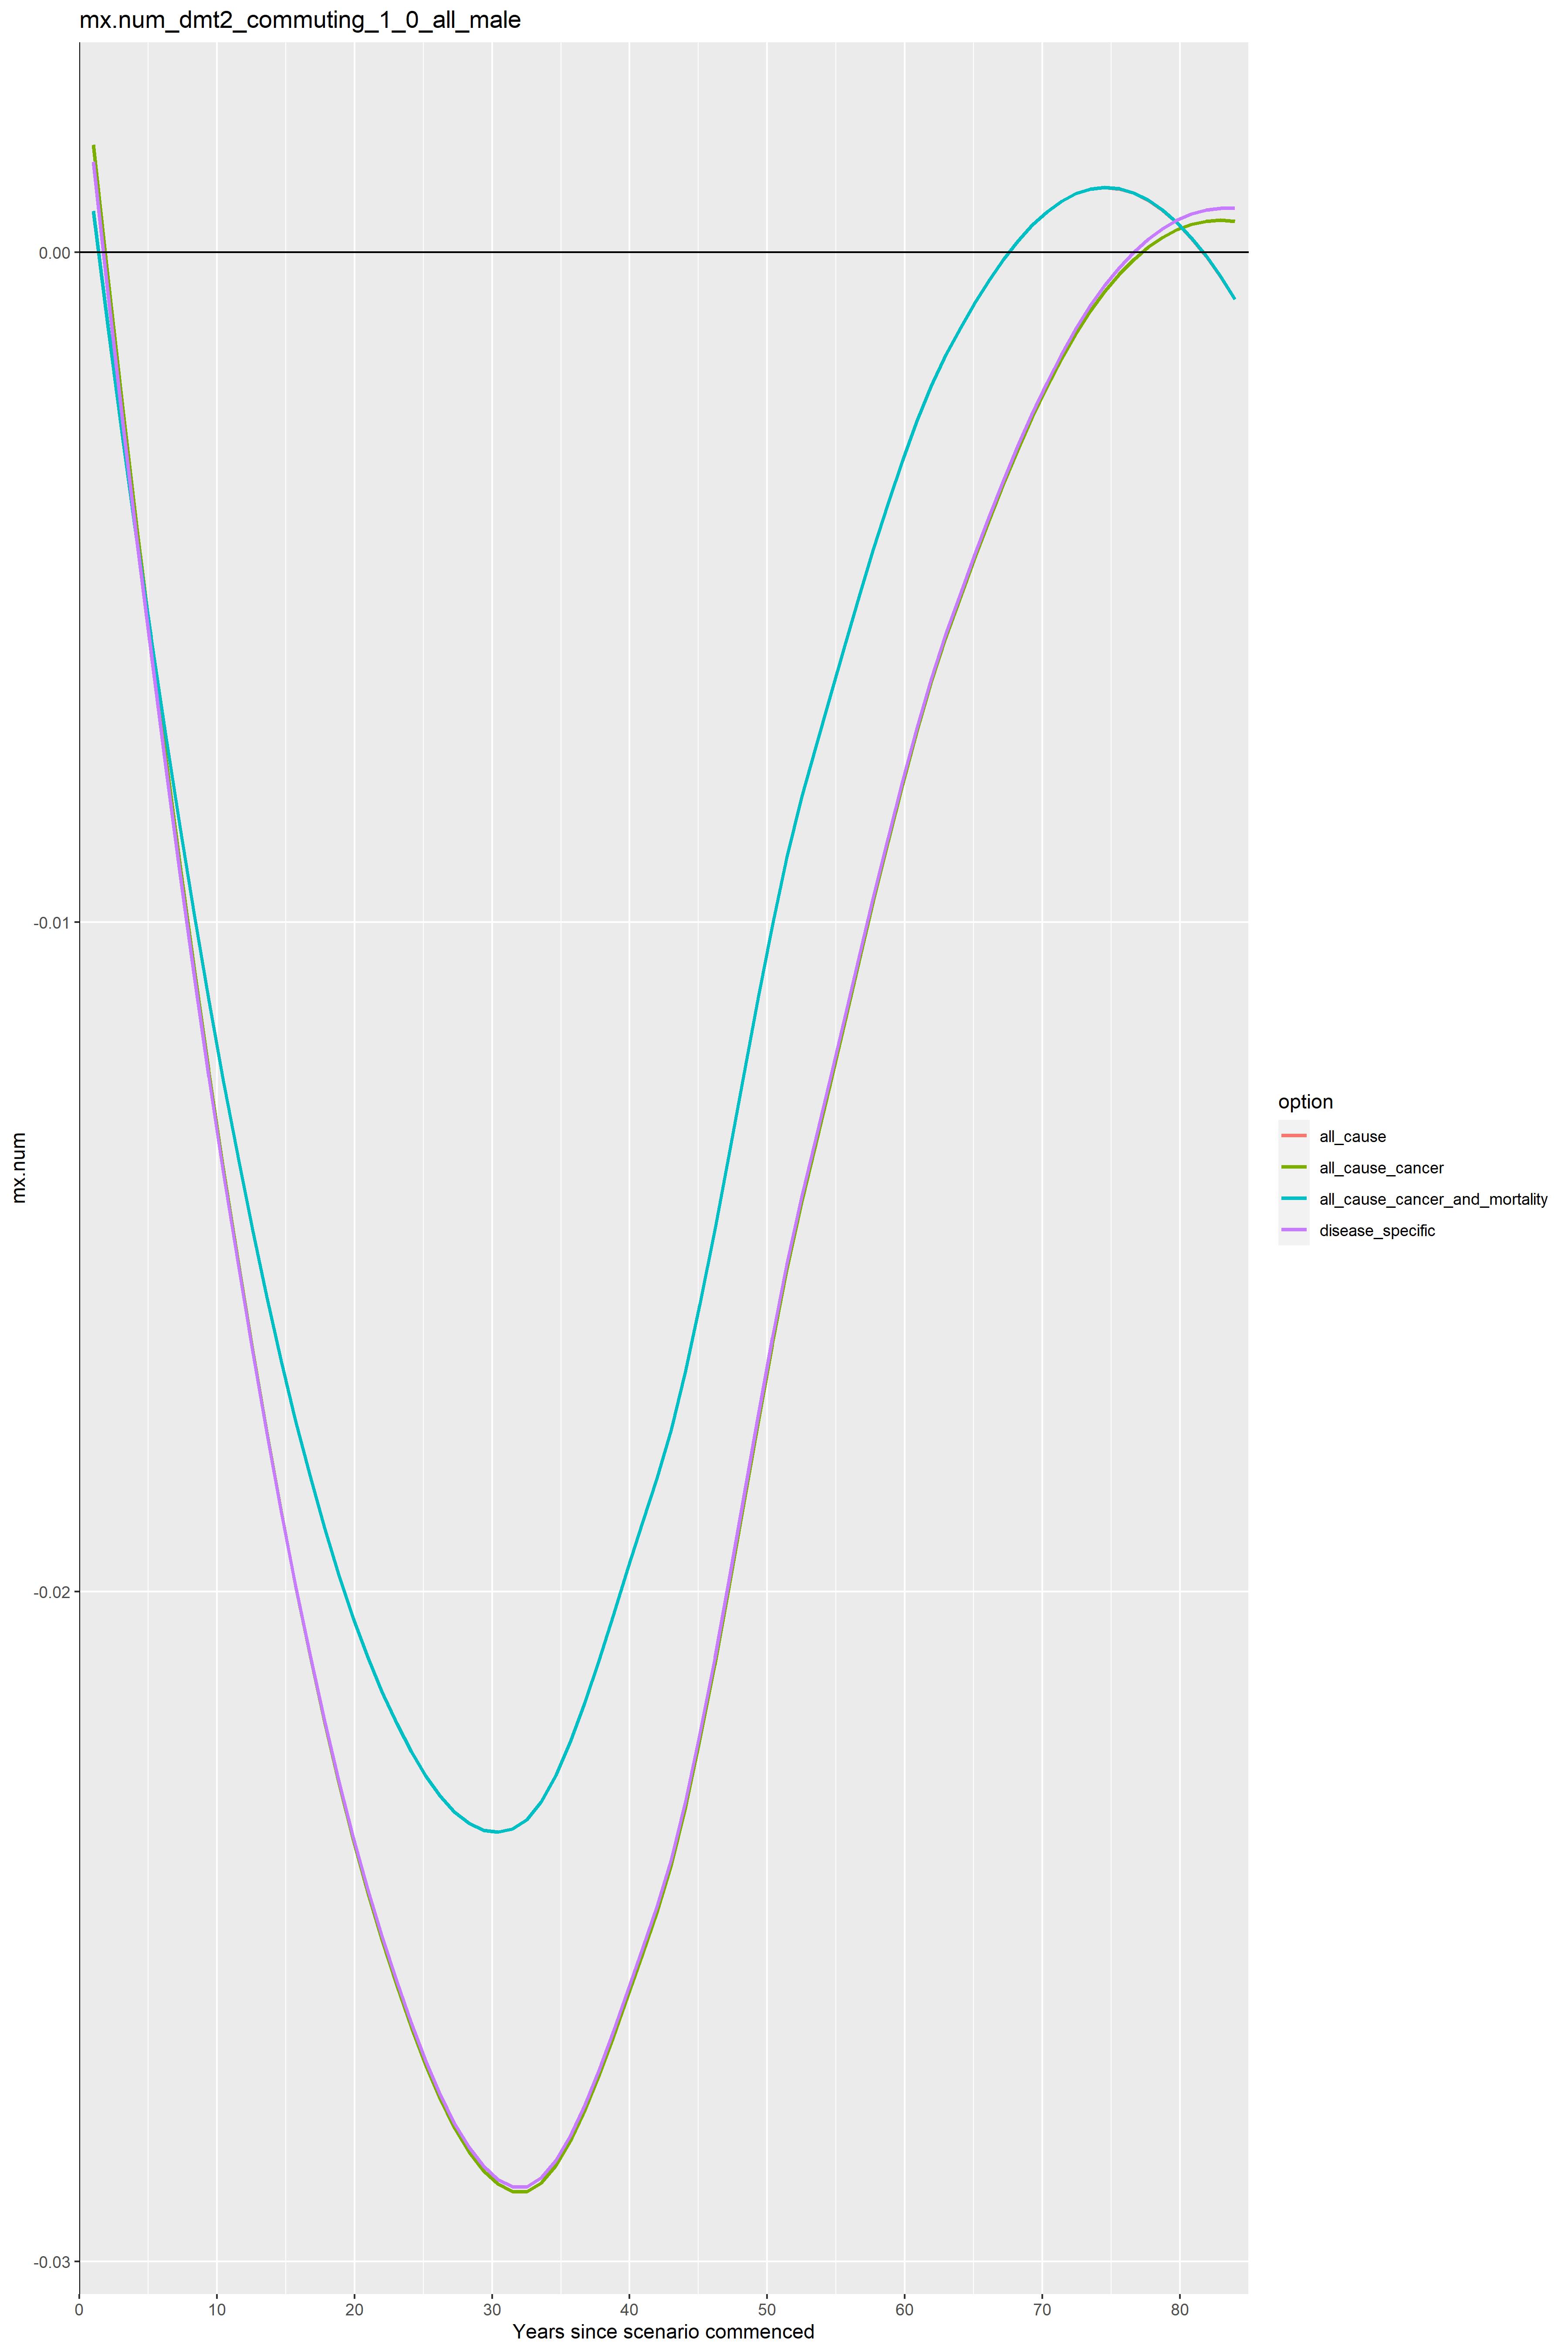 mx.num_dmt2_commuting_1_0_all_male
0.00
-0.01
-0.02
-0.03
mx.num
0 10 20 30 40 50 60 70 80
Years since scenario commenced
option
all_cause
all_cause_cancer
all_cause_cancer_and_mortality
disease_specific